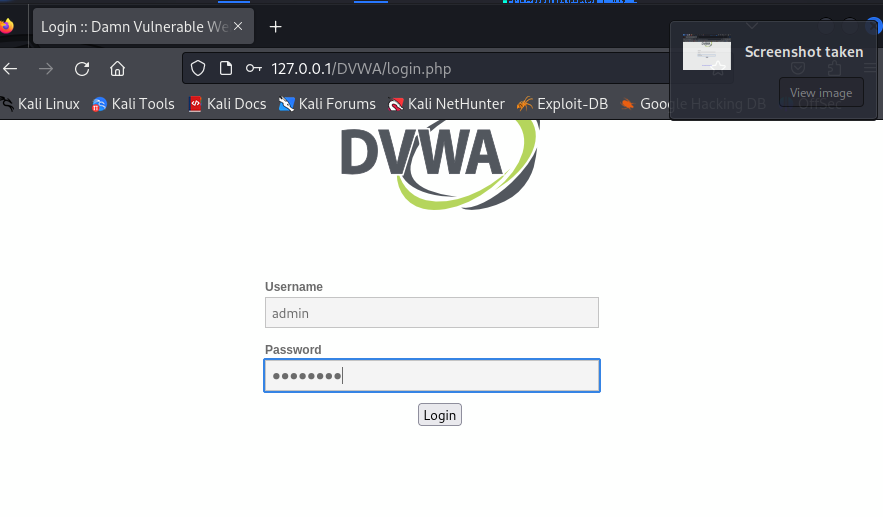 Login :: Damn Vulnerable We
Screenshot taken
127.0.0.1/DVWA/login.php
View image
Kali Linux Kali Tools Kali Docs Kali Forums Kali NetHunter Exploit-DB Google Hacking DB OffSec
DVWA
Username
admin
Password
Login